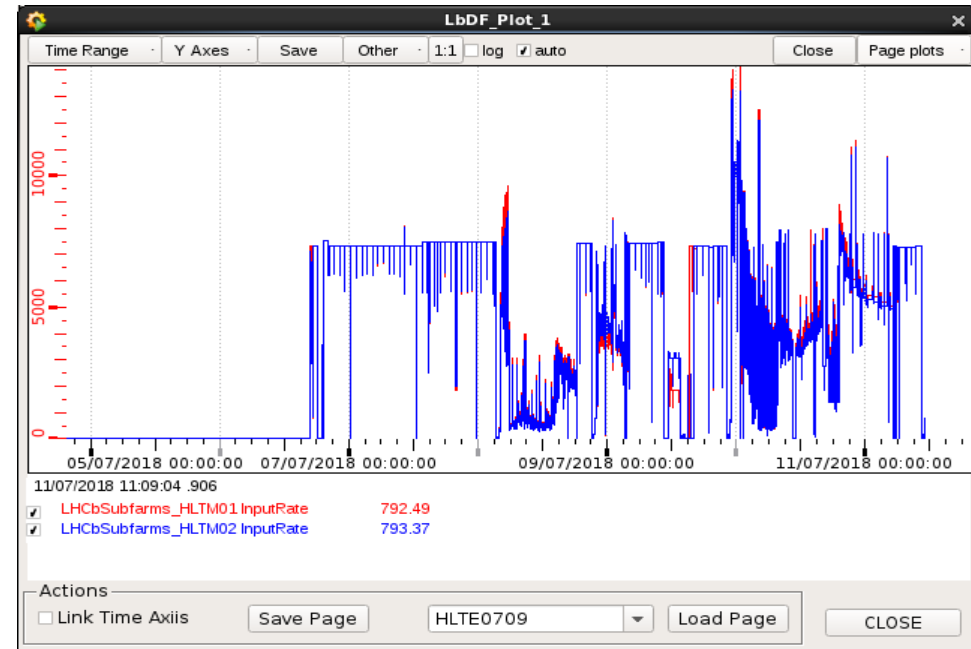 LbDF_Plot_1
Time Range Y Axes Save Other 1:1 log auto Close Page plots
10000
5000
0
05/07/2018 00:00:00 07/07/2018 00:00:00 09/07/2018 00:00:00 11/07/2018 00:00:00
11/07/2018 11:09:04 .906
LHCbSubfarms_HLTM01 InputRate 792.49
LHCbSubfarms_HLTM02 InputRate 793.37
Actions
Link Time Axiis Save Page HLTE0709 Load Page CLOSE